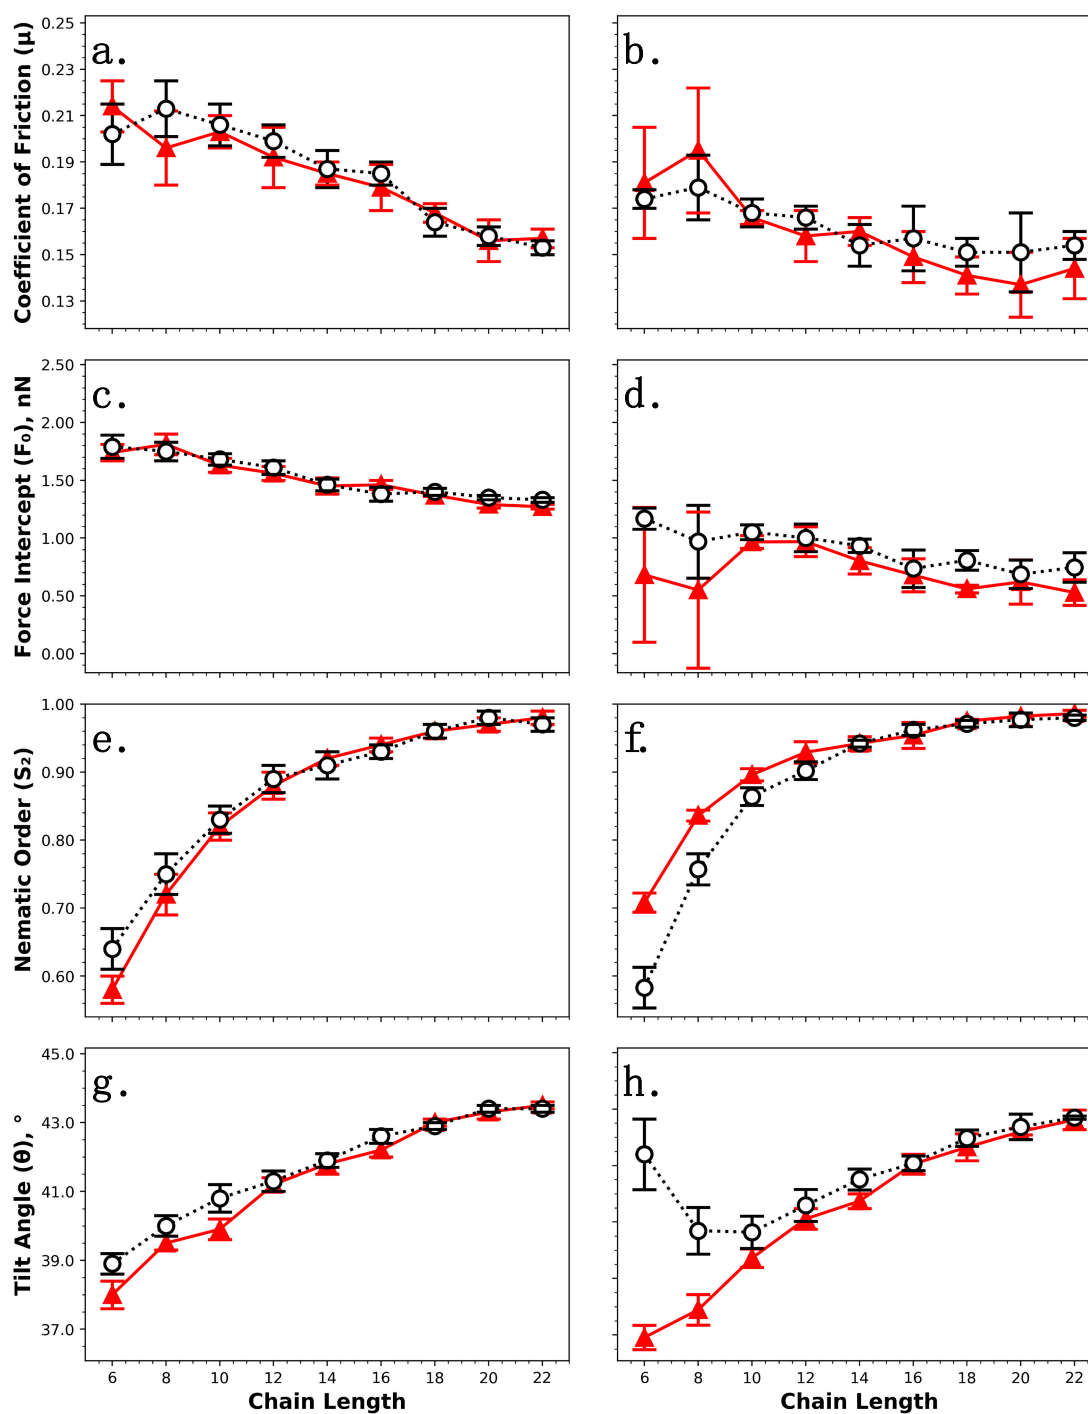 a.
b.
Coefficient of Friction (μ)
0.25
0.23
0.21
0.19
0.17
0.15
0.13
c.
d.
Force Intercept (F₀), nN
2.50
2.00
1.50
1.00
0.50
0.00
e.
f.
Nematic Order (S₂)
1.00
0.90
0.80
0.70
0.60
g.
h.
Tilt Angle (θ), °
45.0
43.0
41.0
39.0
37.0
6 8 10 12 14 16 18 20 22
6 8 10 12 14 16 18 20 22
Chain Length
Chain Length